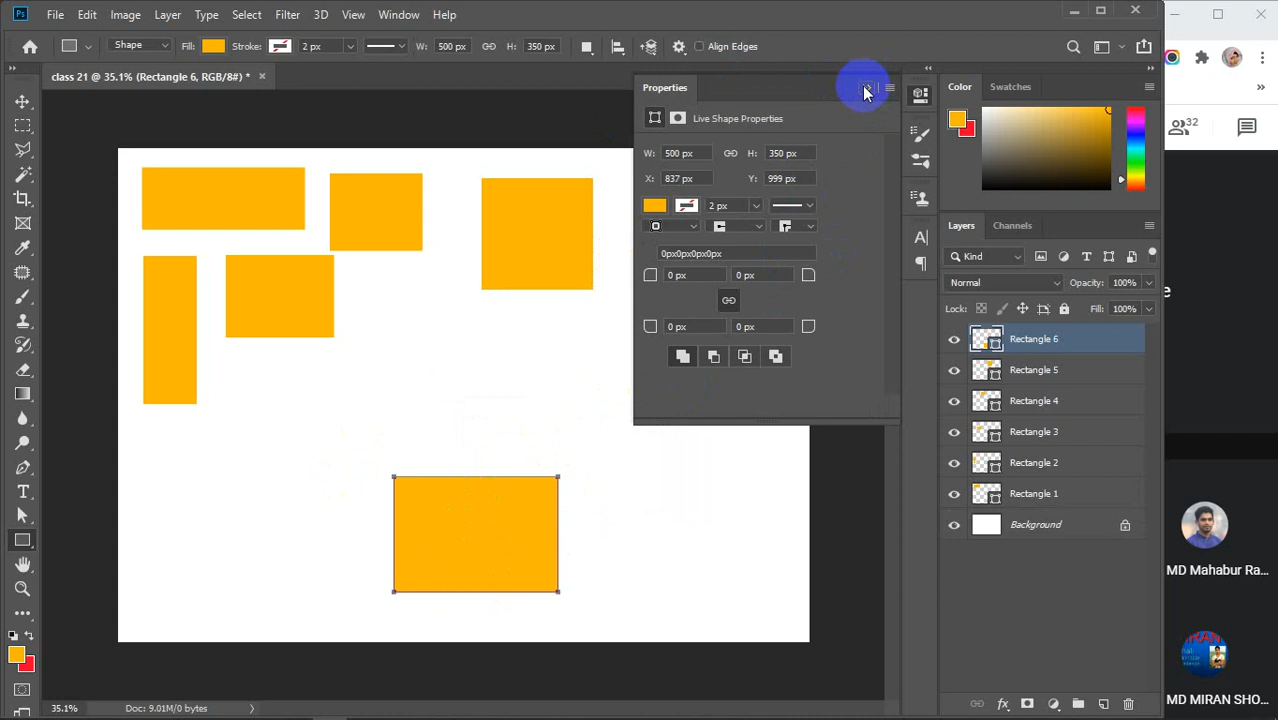 Ps File Edit Image Layer Type Select Filter 3D View Window Help
Shape Fill: Stroke: 2 px W: 500 px H: 350 px Align Edges
class 21 @ 35.1% (Rectangle 6, RGB/8#) *
Properties
Live Shape Properties
W: 500 px H: 350 px
X: 837 px Y: 999 px
2 px
0px0px0px0px
0 px 0 px
0 px 0 px
Color Swatches
Layers Channels
Kind
Normal Opacity: 100%
Lock: Fill: 100%
Rectangle 6
Rectangle 5
Rectangle 4
Rectangle 3
Rectangle 2
Rectangle 1
Background
35.1% Doc: 9.01M/0 bytes
32
MD Mahabur Ra...
MD MIRAN SHO...